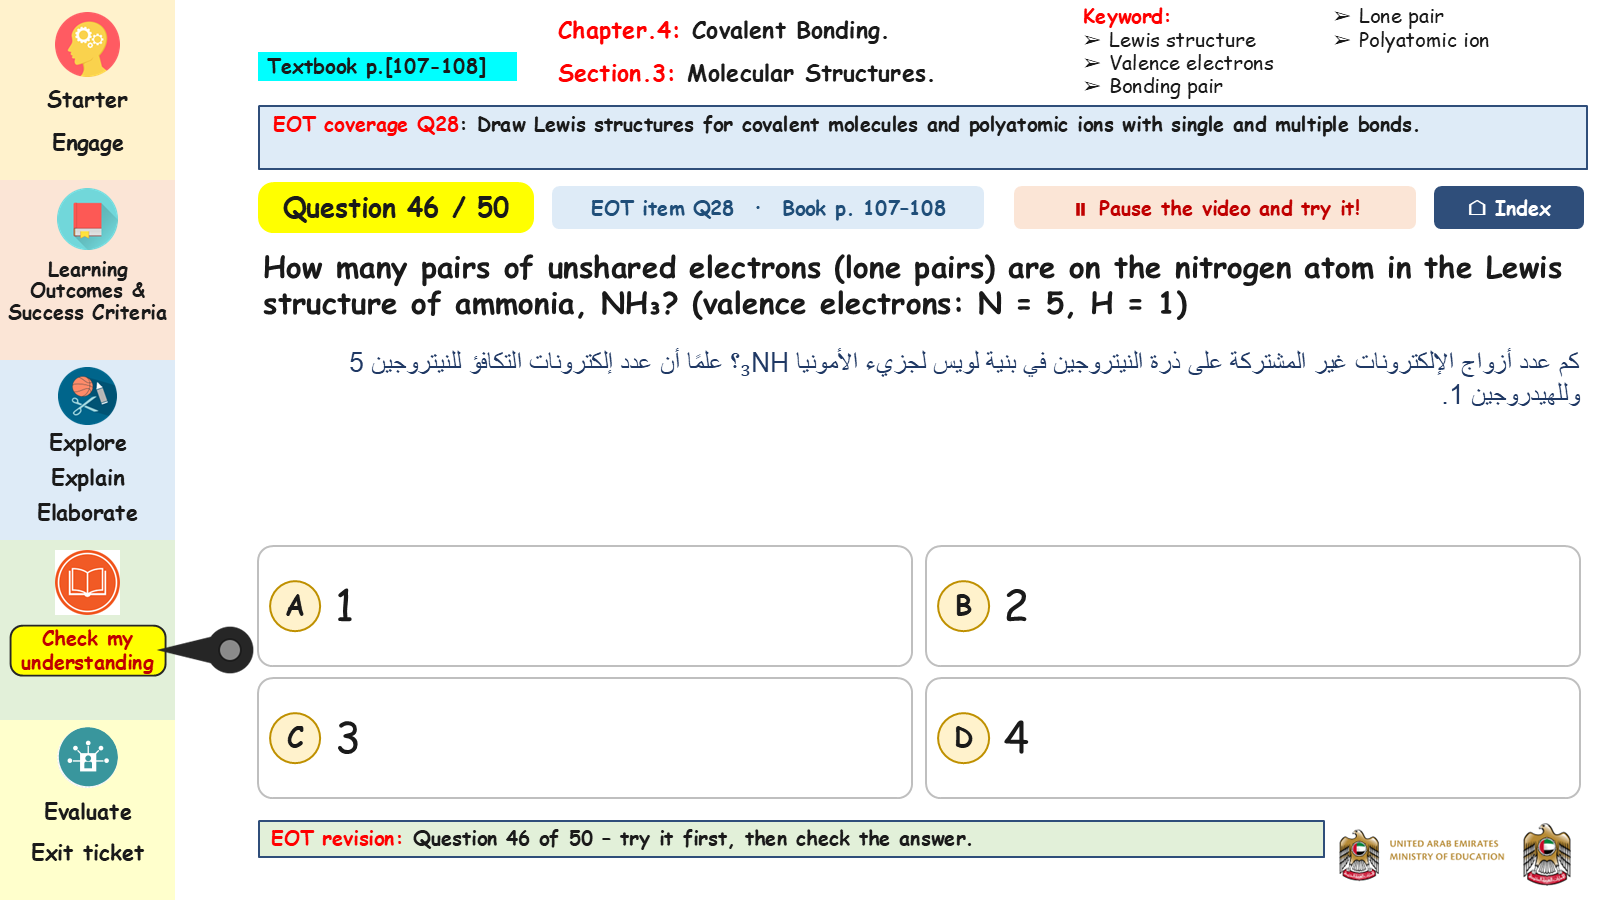 Starter
Engage
Learning
Outcomes &
Success Criteria
Explore
Explain
Elaborate
Check my
understanding
Evaluate
Exit ticket
Textbook p.[107-108]
Chapter.4: Covalent Bonding.
Section.3: Molecular Structures.
Keyword:
➢ Lewis structure
➢ Valence electrons
➢ Bonding pair
➢ Lone pair
➢ Polyatomic ion
EOT coverage Q28: Draw Lewis structures for covalent molecules and polyatomic ions with single and multiple bonds.
Question 46 / 50
EOT item Q28 · Book p. 107–108
⏸ Pause the video and try it!
⌂ Index
How many pairs of unshared electrons (lone pairs) are on the nitrogen atom in the Lewis
structure of ammonia, NH₃? (valence electrons: N = 5, H = 1)
كم عدد أزواج الإلكترونات غير المشتركة على ذرة النيتروجين في بنية لويس لجزيء الأمونيا NH₃؟ علمًا أن عدد إلكترونات التكافؤ للنيتروجين 5
وللهيدروجين 1.
A 1
B 2
C 3
D 4
EOT revision: Question 46 of 50 – try it first, then check the answer.
UNITED ARAB EMIRATES
MINISTRY OF EDUCATION